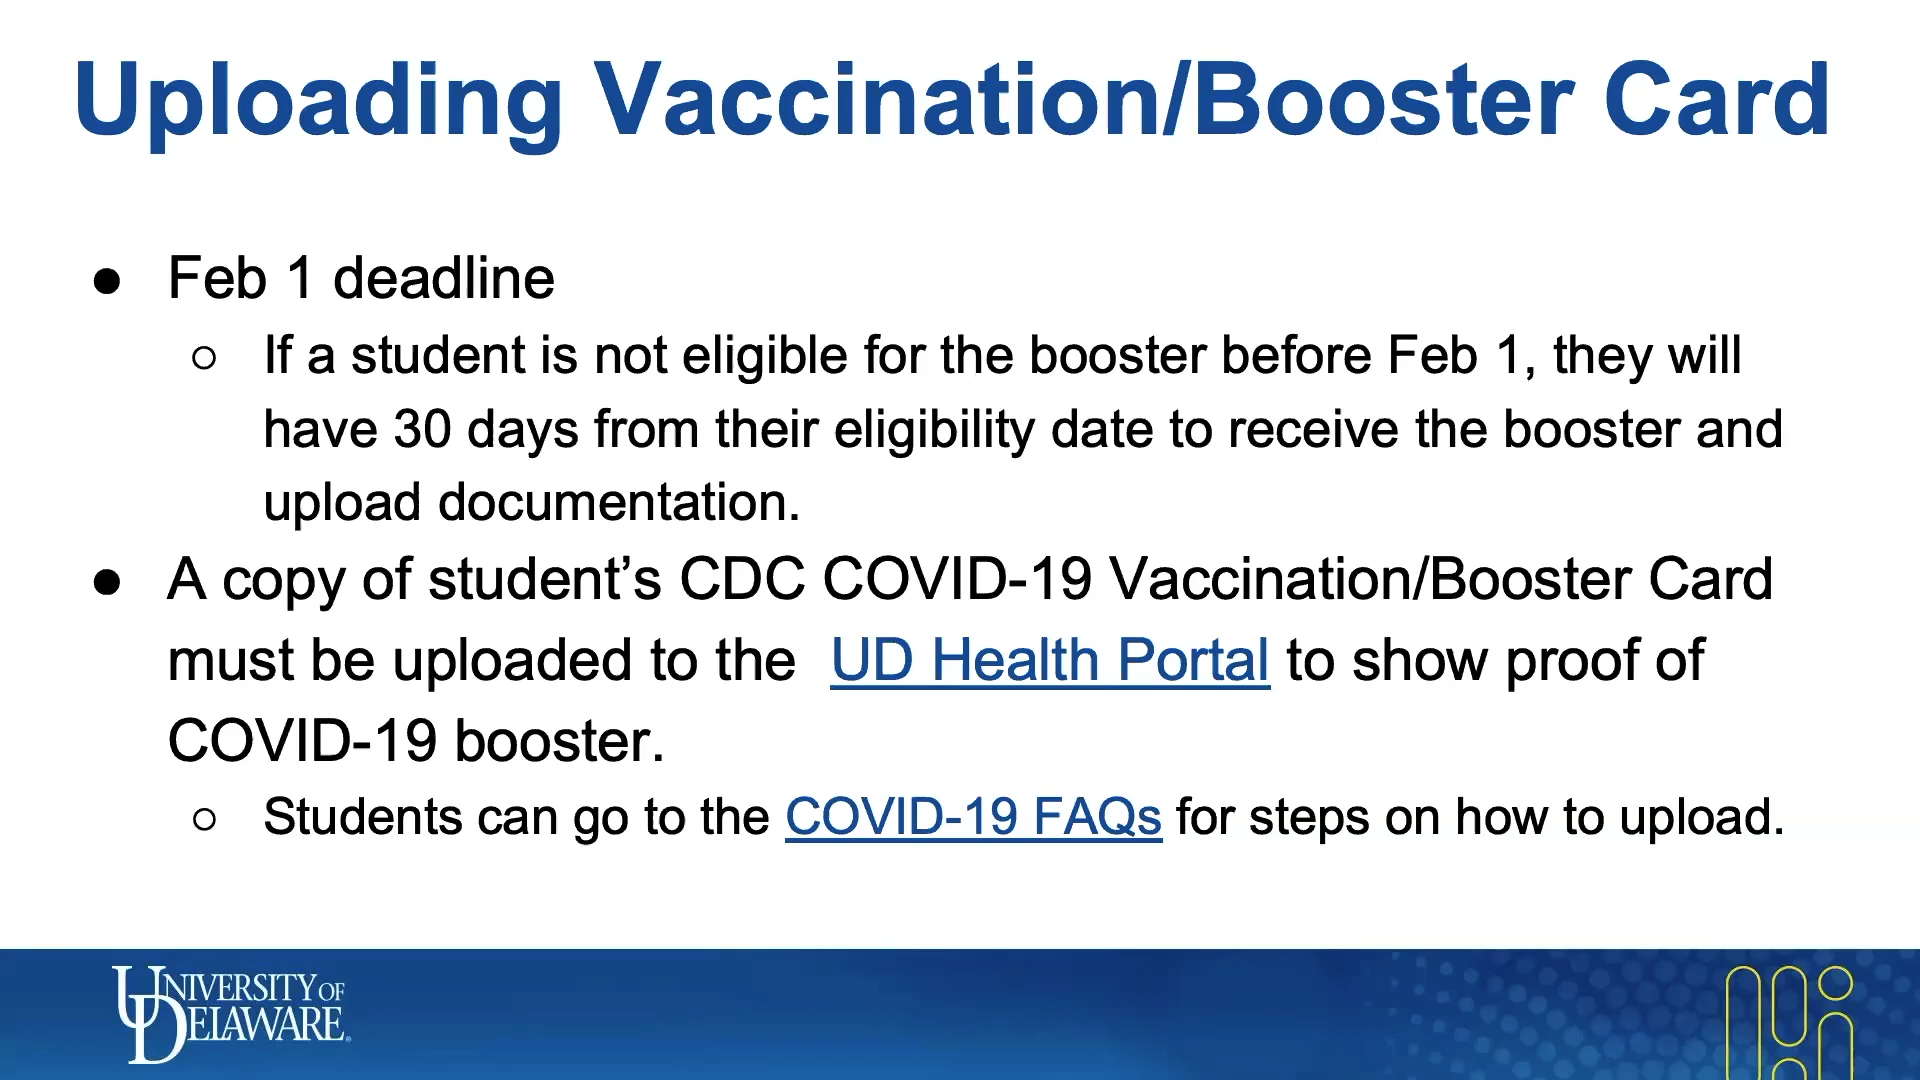 Uploading Vaccination/Booster Card
● Feb 1 deadline
○ If a student is not eligible for the booster before Feb 1, they will
have 30 days from their eligibility date to receive the booster and
upload documentation.
● A copy of student’s CDC COVID-19 Vaccination/Booster Card
must be uploaded to the UD Health Portal to show proof of
COVID-19 booster.
○ Students can go to the COVID-19 FAQs for steps on how to upload.
UNIVERSITY OF
DELAWARE®